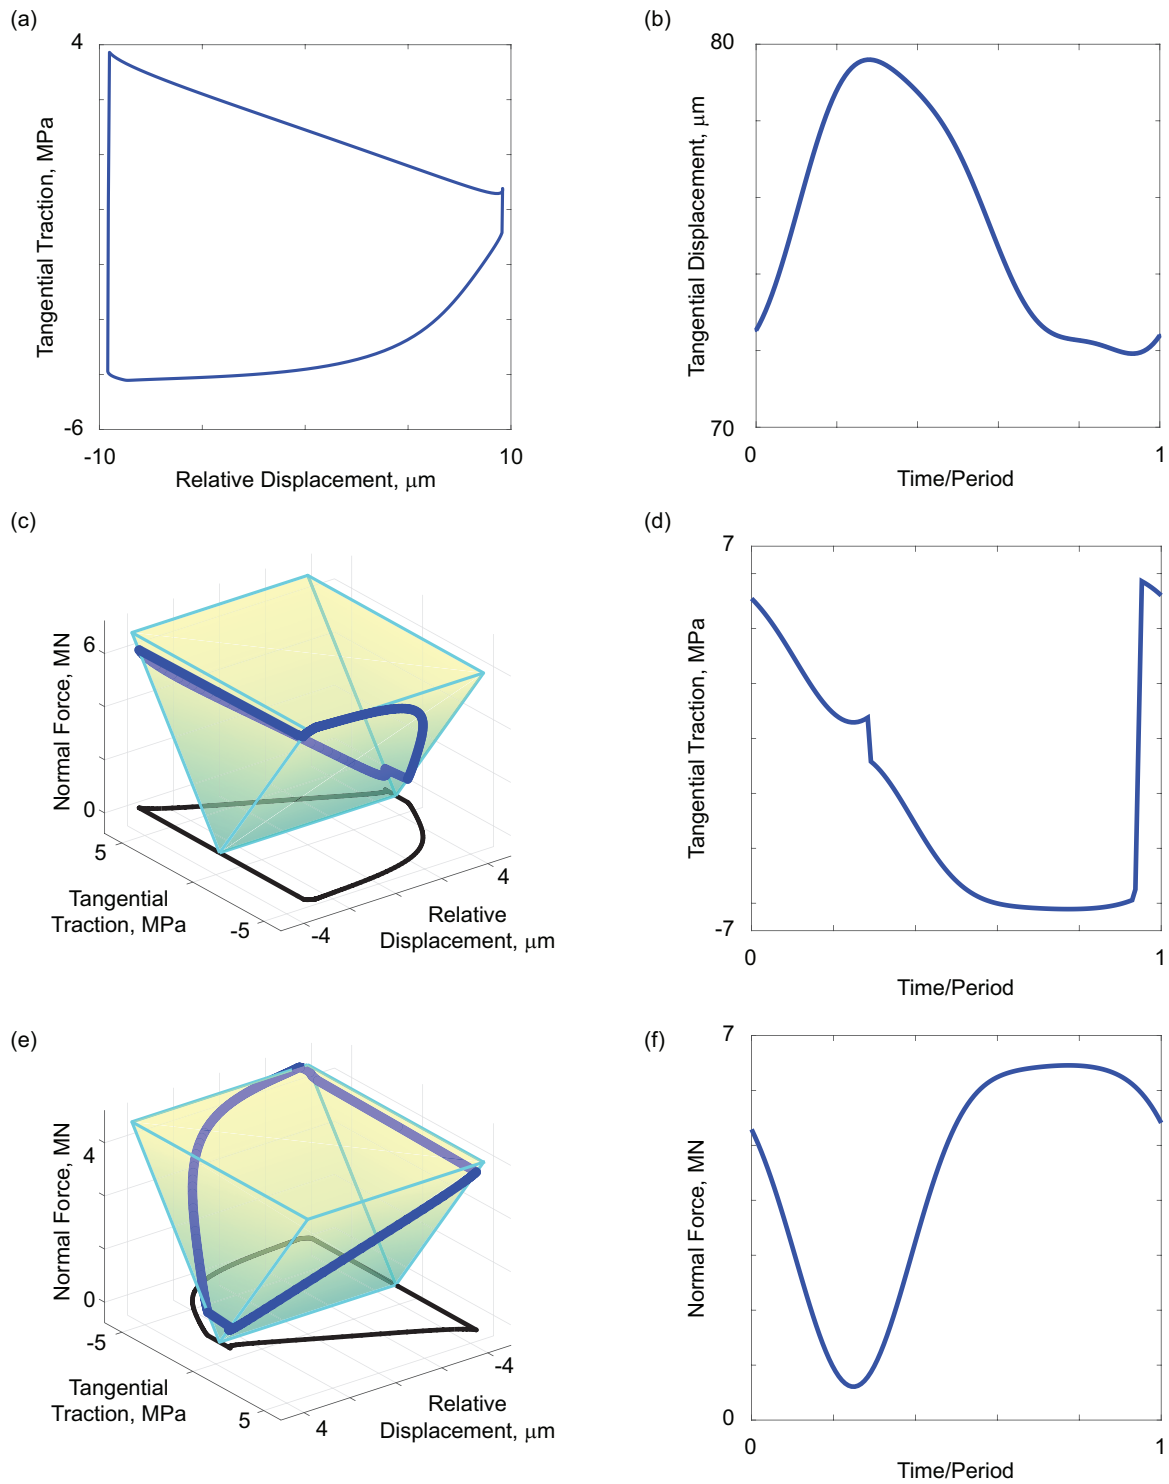 (a)
4
Tangential Traction, MPa
-6
-10
10
Relative Displacement, μm
(b)
80
Tangential Displacement, μm
70
0
1
Time/Period
(c)
6
Normal Force, MN
0
5
Tangential
Traction, MPa
-5
-4
4
Relative
Displacement, μm
(d)
7
Tangential Traction, MPa
-7
0
1
Time/Period
(e)
4
Normal Force, MN
0
-5
Tangential
Traction, MPa
5
4
-4
Relative
Displacement, μm
(f)
7
Normal Force, MN
0
0
1
Time/Period